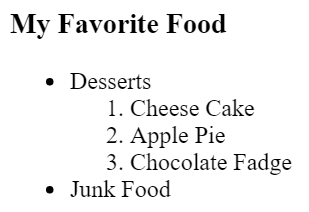 My Favorite Food
• Desserts
1. Cheese Cake
2. Apple Pie
3. Chocolate Fadge
• Junk Food